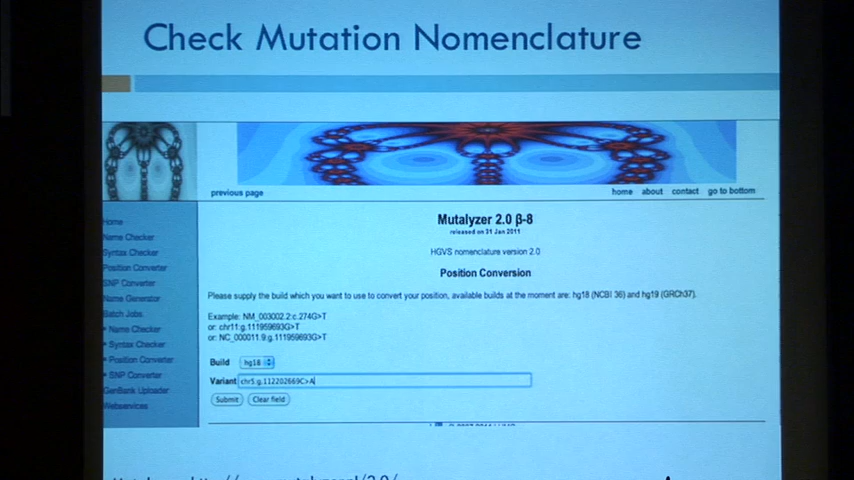 Check Mutation Nomenclature
previous page
home about contact go to bottom
Mutalyzer 2.0 β-8
released on 31 Jan 2011
HGVS nomenclature version 2.0
Position Conversion
Home
Name Checker
Syntax Checker
Position Converter
SNP Converter
Name Generator
Batch Jobs
• Name Checker
• Syntax Checker
• Position Converter
• SNP Converter
GenBank Uploader
Webservices
Please supply the build which you want to use to convert your position, available builds at the moment are: hg18 (NCBI 36) and hg19 (GRCh37).
Example: NM_003002.2:c.274G>T
or: chr11:g.111959693G>T
or: NC_000011.9:g.111959693G>T
Build hg18
Variant chr5:g.112202669C>A
Submit Clear field